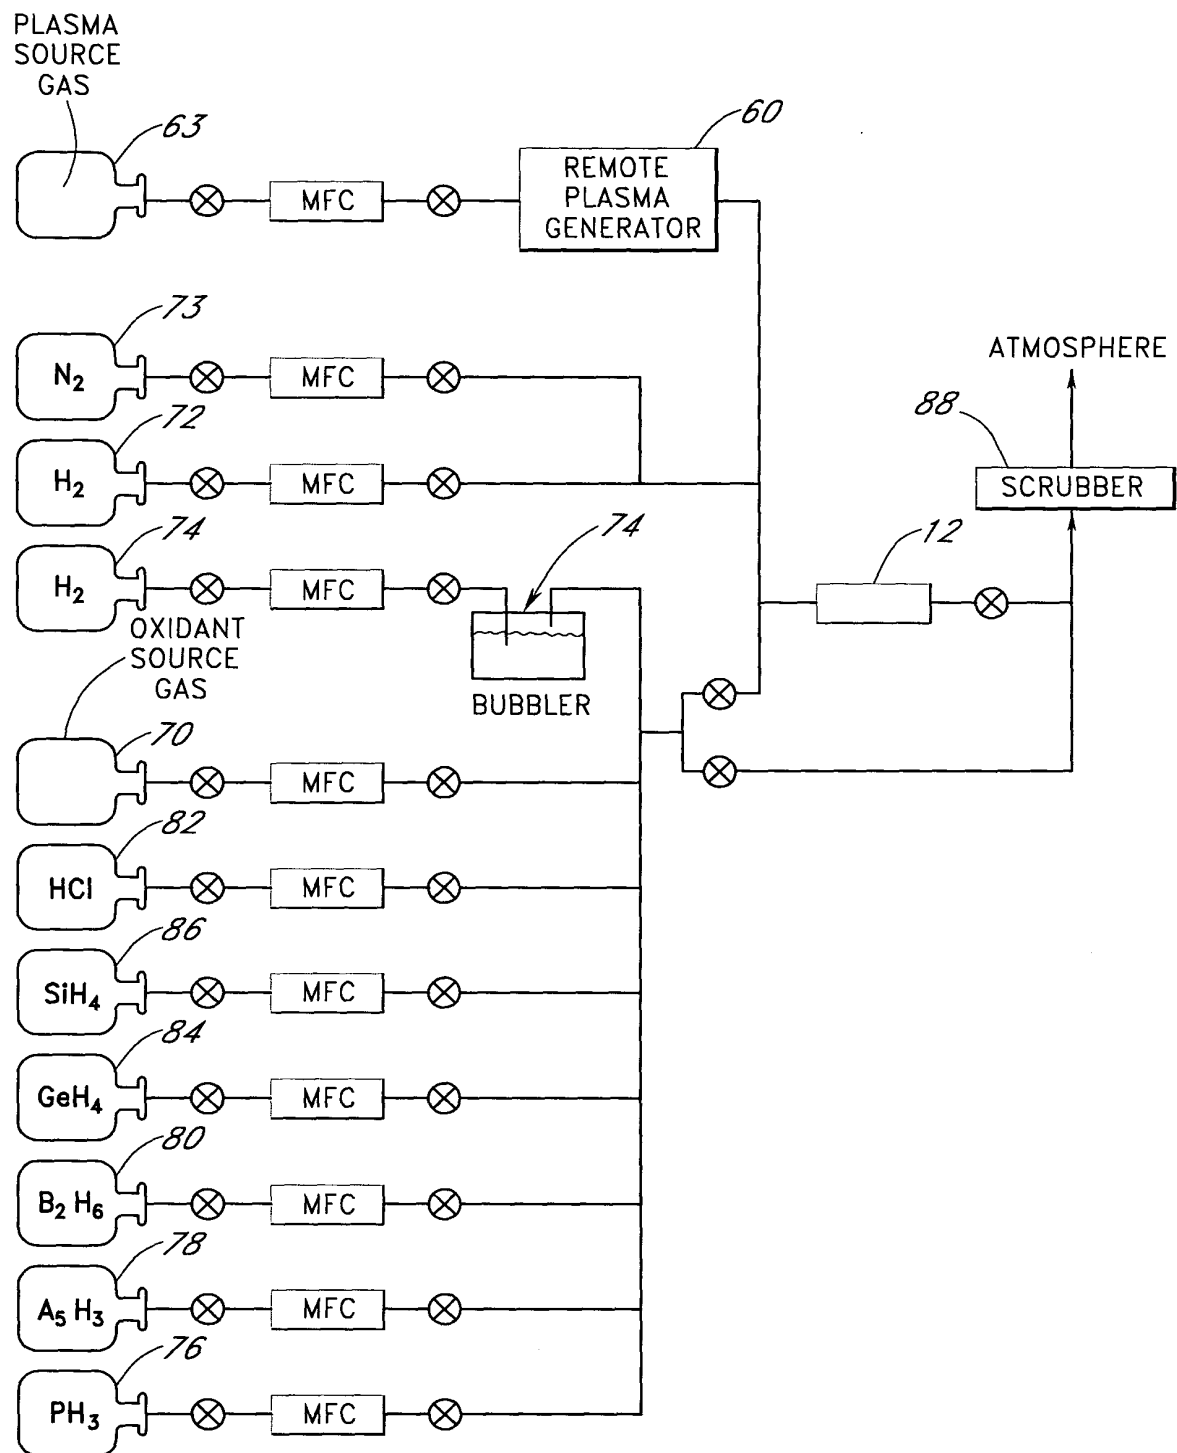 PLASMA
SOURCE
GAS
63
MFC
60
REMOTE
PLASMA
GENERATOR
73
N₂
MFC
72
H₂
MFC
74
H₂
MFC
74
BUBBLER
ATMOSPHERE
88
SCRUBBER
12
OXIDANT
SOURCE
GAS
70
MFC
82
HCl
MFC
86
SiH₄
MFC
84
GeH₄
MFC
80
B₂ H₆
MFC
78
A₅ H₃
MFC
76
PH₃
MFC